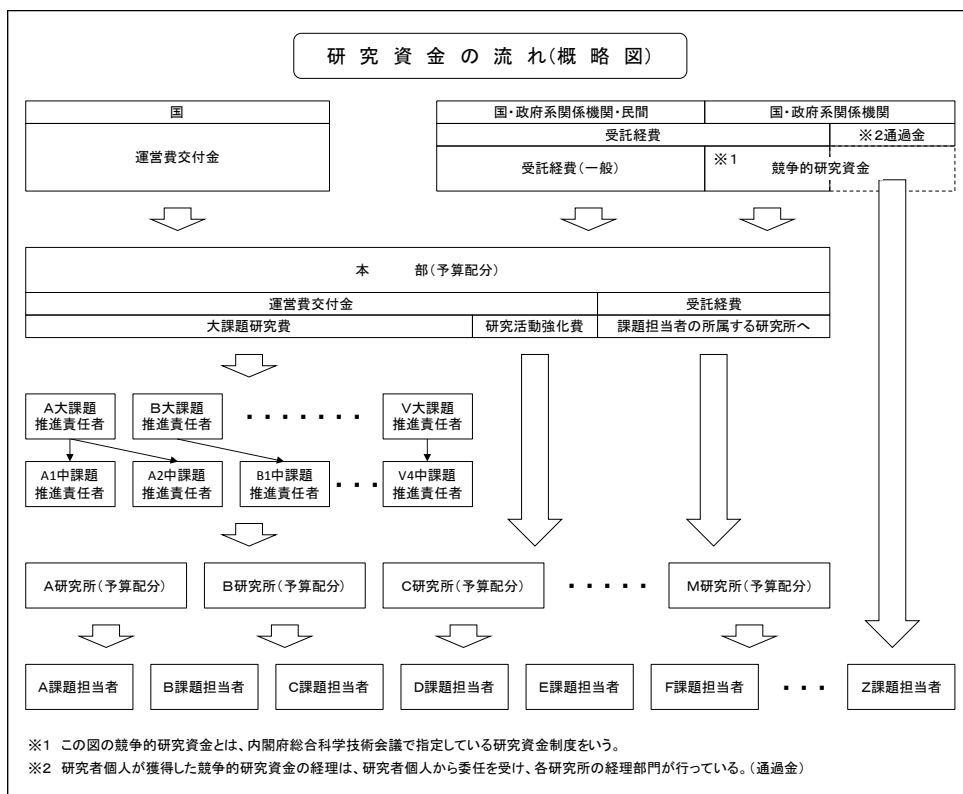 研究資金の流れ(概略図)
国
国・政府系関係機関・民間
国・政府系関係機関
受託経費
※2通過金
運営費交付金
受託経費(一般)
※1
競争的研究資金
本 部(予算配分)
運営費交付金
受託経費
大課題研究費
研究活動強化費
課題担当者の所属する研究所へ
A大課題
推進責任者
B大課題
推進責任者
・・・・・・・
V大課題
推進責任者
A1中課題
推進責任者
A2中課題
推進責任者
B1中課題
推進責任者
・・・
V4中課題
推進責任者
A研究所(予算配分)
B研究所(予算配分)
C研究所(予算配分)
・・・・・
M研究所(予算配分)
A課題担当者
B課題担当者
C課題担当者
D課題担当者
E課題担当者
F課題担当者
・・・
Z課題担当者
※1 この図の競争的研究資金とは、内閣府総合科学技術会議で指定している研究資金制度をいう。
※2 研究者個人が獲得した競争的研究資金の経理は、研究者個人から委任を受け、各研究所の経理部門が行っている。(通過金)